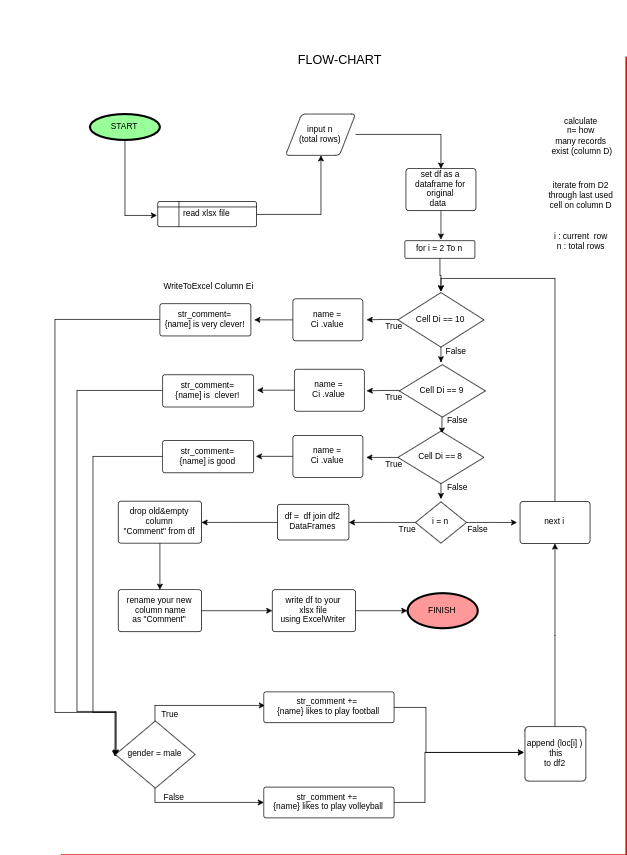 FLOW-CHART
START
input n
(total rows)
calculate
n= how
many records
exist (column D)
set df as a
dataframe for
original
data
iterate from D2
through last used
cell on column D
read xlsx file
for i = 2 To n
i : current row
n : total rows
WriteToExcel Column Ei
str_comment=
{name] is very clever!
name =
Ci .value
Cell Di == 10
True
False
str_comment=
{name] is clever!
name =
Ci .value
Cell Di == 9
True
False
str_comment=
{name] is good
name =
Ci .value
Cell Di == 8
True
False
drop old&empty
column
"Comment" from df
df = df join df2
DataFrames
i = n
True
False
next i
rename your new
column name
as "Comment"
write df to your
xlsx file
using ExcelWriter
FINISH
str_comment +=
{name} likes to play football
True
gender = male
append (loc[i] )
this
to df2
False
str_comment +=
{name} likes to play volleyball